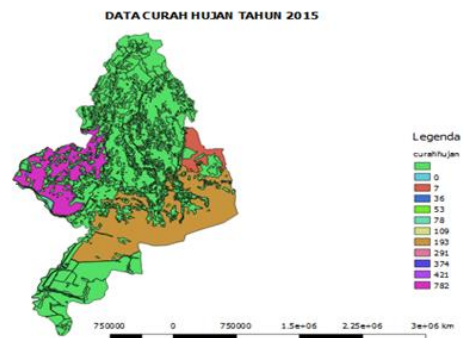 DATA CURAH HUJAN TAHUN 2015
Legenda
curahhujan
0
7
36
53
78
109
193
291
374
421
782
750000 0 750000 1.5e+06 2.25e+06 3e+06 km